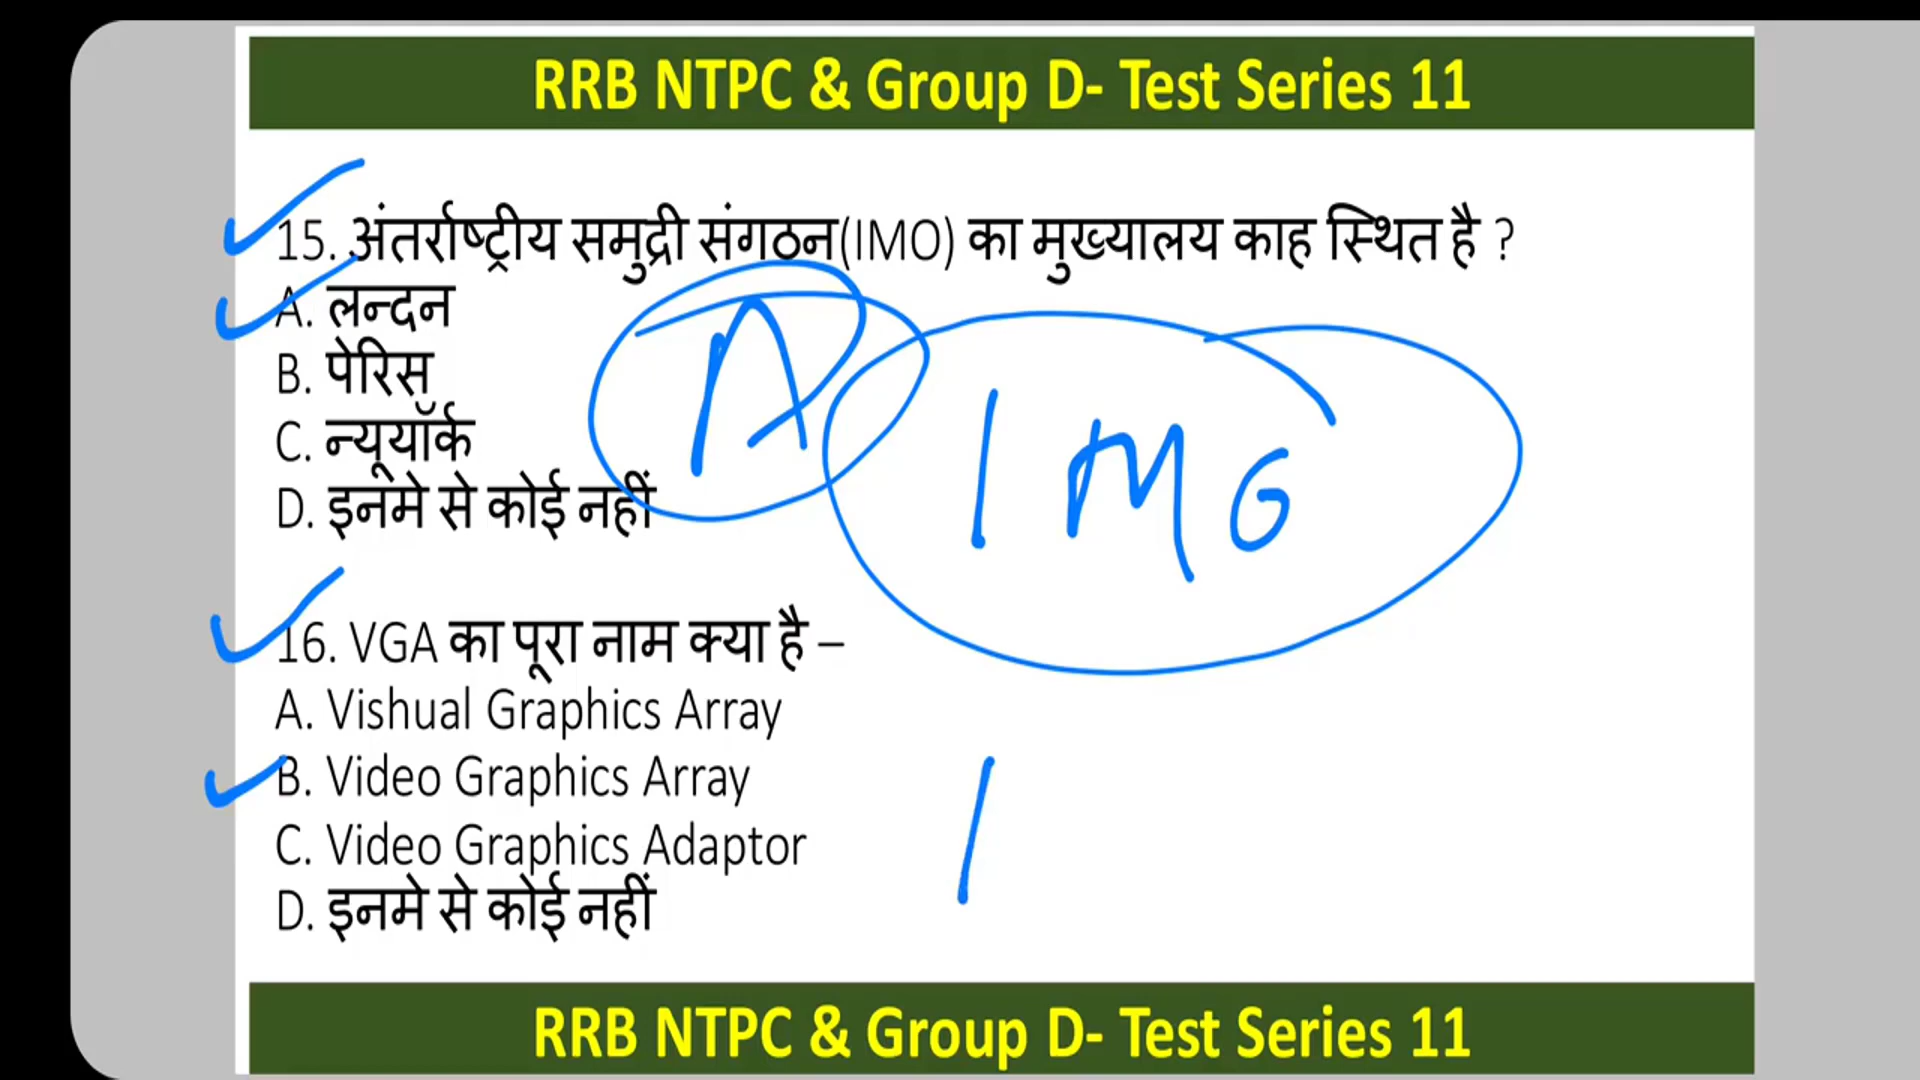 RRB NTPC & Group D- Test Series 11
15. अंतर्राष्ट्रीय समुद्री संगठन(IMO) का मुख्यालय काह स्थित है ?
A. लन्दन
B. पेरिस
C. न्यूयॉर्क
D. इनमे से कोई नहीं
A
IMG
16. VGA का पूरा नाम क्या है –
A. Vishual Graphics Array
B. Video Graphics Array
C. Video Graphics Adaptor
D. इनमे से कोई नहीं
RRB NTPC & Group D- Test Series 11